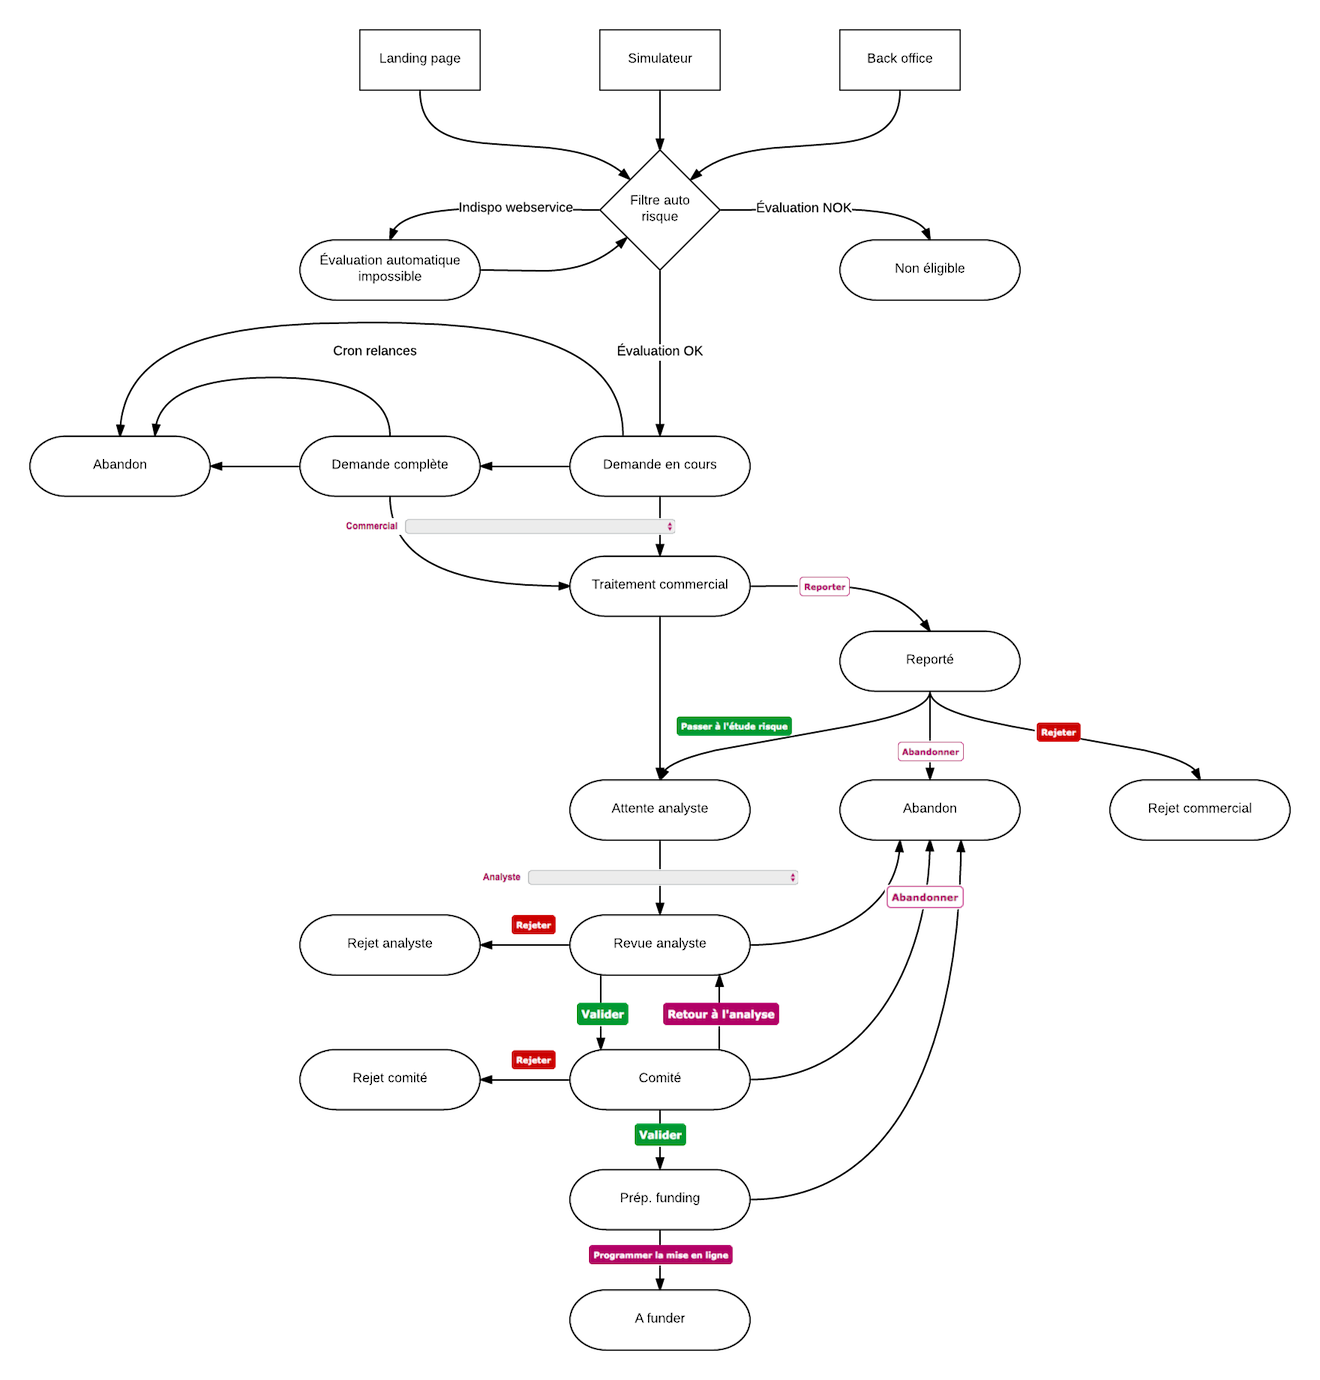 Landing page
Simulateur
Back office
Filtre auto
risque
Indispo webservice
Évaluation NOK
Évaluation automatique
impossible
Non éligible
Cron relances
Évaluation OK
Abandon
Demande complète
Demande en cours
Commercial
Traitement commercial
Reporter
Reporté
Passer à l'étude risque
Abandonner
Rejeter
Attente analyste
Abandon
Rejet commercial
Analyste
Abandonner
Rejeter
Rejet analyste
Revue analyste
Valider
Retour à l'analyse
Rejeter
Rejet comité
Comité
Valider
Prép. funding
Programmer la mise en ligne
A funder